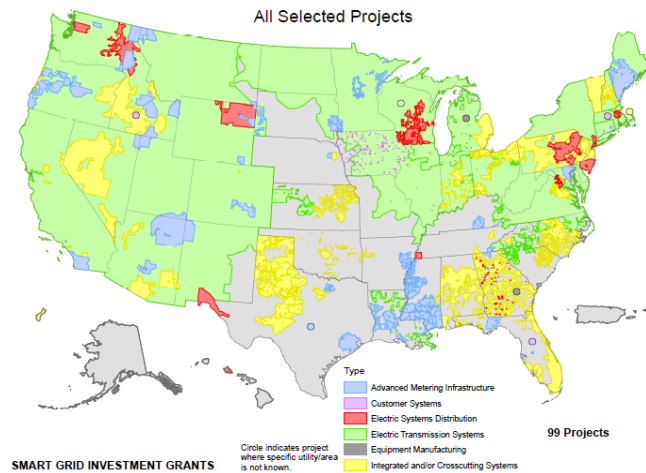 All Selected Projects
Type
Advanced Metering Infrastructure
Customer Systems
Electric Systems Distribution
Electric Transmission Systems
Equipment Manufacturing
Integrated and/or Crosscutting Systems
99 Projects
Circle indicates project
where specific utility/area
is not known.
SMART GRID INVESTMENT GRANTS